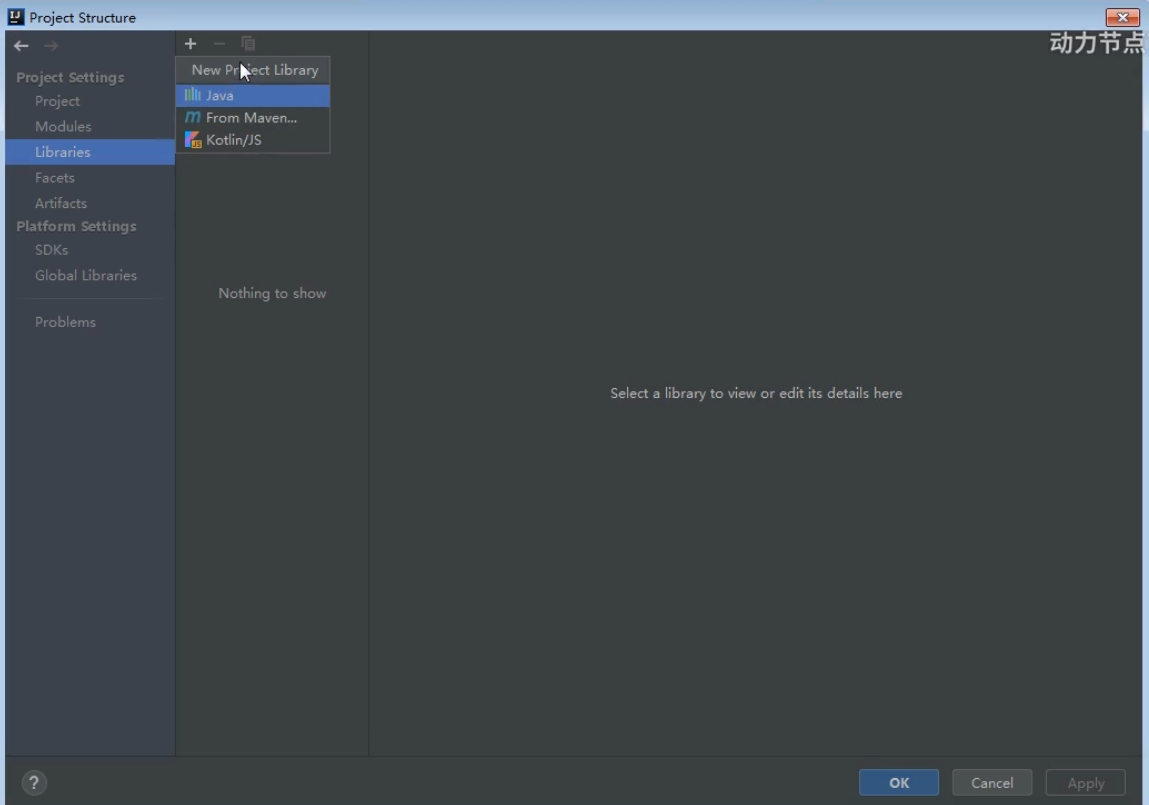 Project Structure
动力节点
New Project Library
Project Settings
Java
Project
From Maven...
Modules
Kotlin/JS
Libraries
Facets
Artifacts
Platform Settings
SDKs
Global Libraries
Nothing to show
Problems
Select a library to view or edit its details here
?
OK
Cancel
Apply